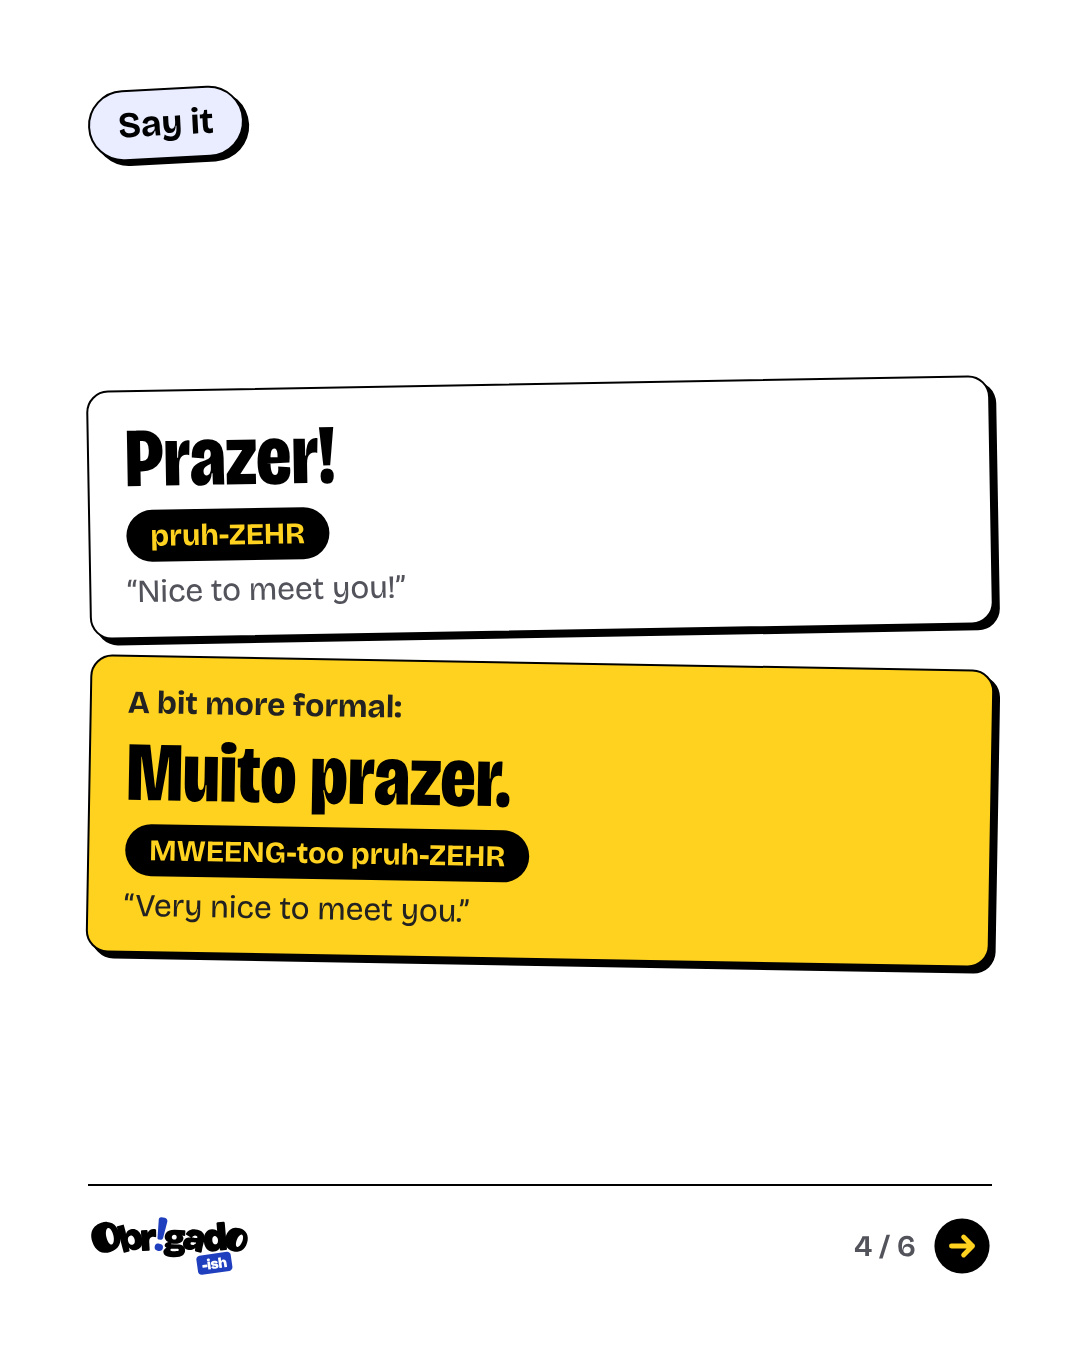 Say it
Prazer!
pruh-ZEHR
“Nice to meet you!”
A bit more formal:
Muito prazer.
MWEENG-too pruh-ZEHR
“Very nice to meet you.”
Obr!gado
-ish
4 / 6